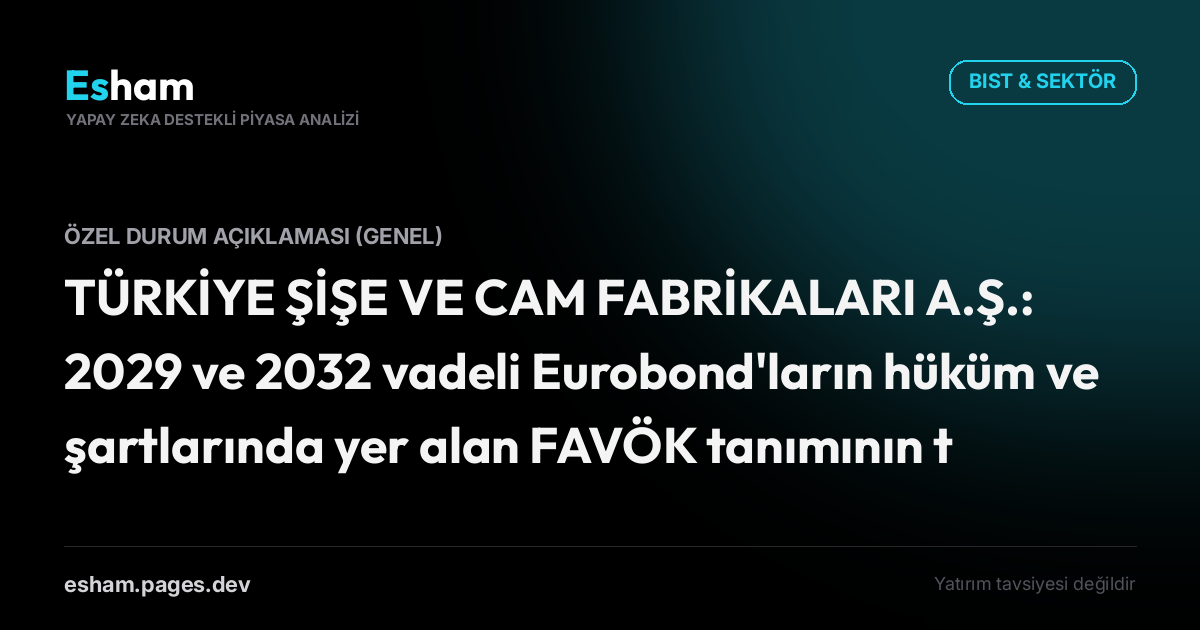 Esham
YAPAY ZEKA DESTEKLİ PİYASA ANALİZİ
BIST & SEKTÖR
ÖZEL DURUM AÇIKLAMASI (GENEL)
TÜRKİYE ŞİŞE VE CAM FABRİKALARI A.Ş.:
2029 ve 2032 vadeli Eurobond'ların hüküm ve
şartlarında yer alan FAVÖK tanımının t
esham.pages.dev
Yatırım tavsiyesi değildir